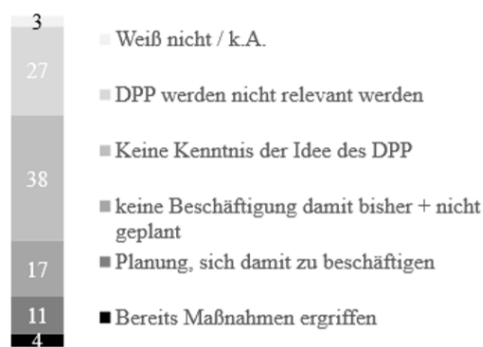 3
Weiß nicht / k.A.
27
DPP werden nicht relevant werden
Keine Kenntnis der Idee des DPP
38
keine Beschäftigung damit bisher + nicht
geplant
17
Planung, sich damit zu beschäftigen
11
Bereits Maßnahmen ergriffen
4